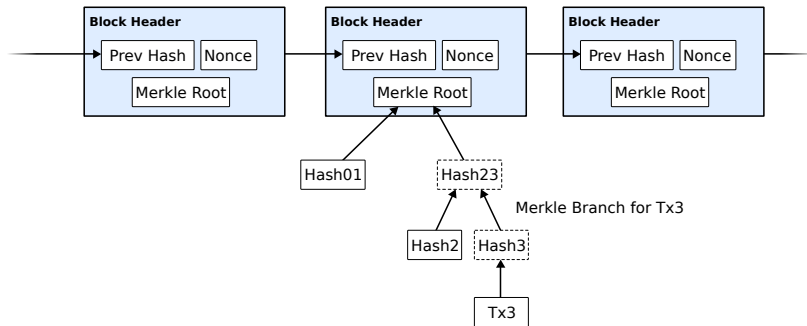 Block Header
Block Header
Block Header
Prev Hash
Nonce
Prev Hash
Nonce
Prev Hash
Nonce
Merkle Root
Merkle Root
Merkle Root
Hash01
Hash23
Merkle Branch for Tx3
Hash2
Hash3
Tx3